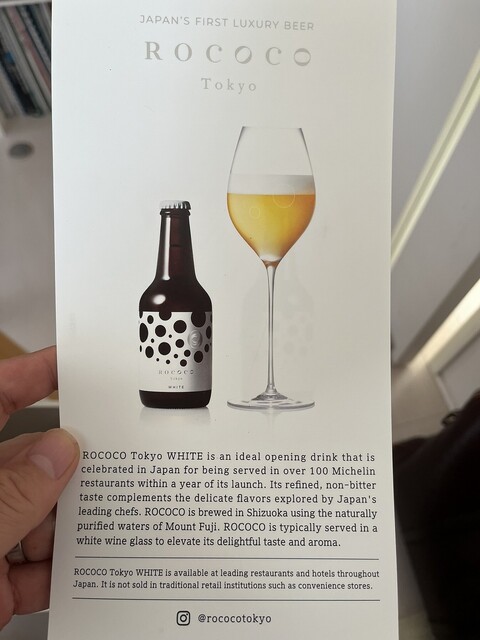 JAPAN'S FIRST LUXURY BEER
ROCOCO
Tokyo
ROCOCO
TOKYO
WHITE
ROCOCO Tokyo WHITE is an ideal opening drink that is
celebrated in Japan for being served in over 100 Michelin
restaurants within a year of its launch. Its refined, non-bitter
taste complements the delicate flavors explored by Japan's
leading chefs. ROCOCO is brewed in Shizuoka using the naturally
purified waters of Mount Fuji. ROCOCO is typically served in a
white wine glass to elevate its delightful taste and aroma.
ROCOCO Tokyo WHITE is available at leading restaurants and hotels throughout
Japan. It is not sold in traditional retail institutions such as convenience stores.
@rococotokyo